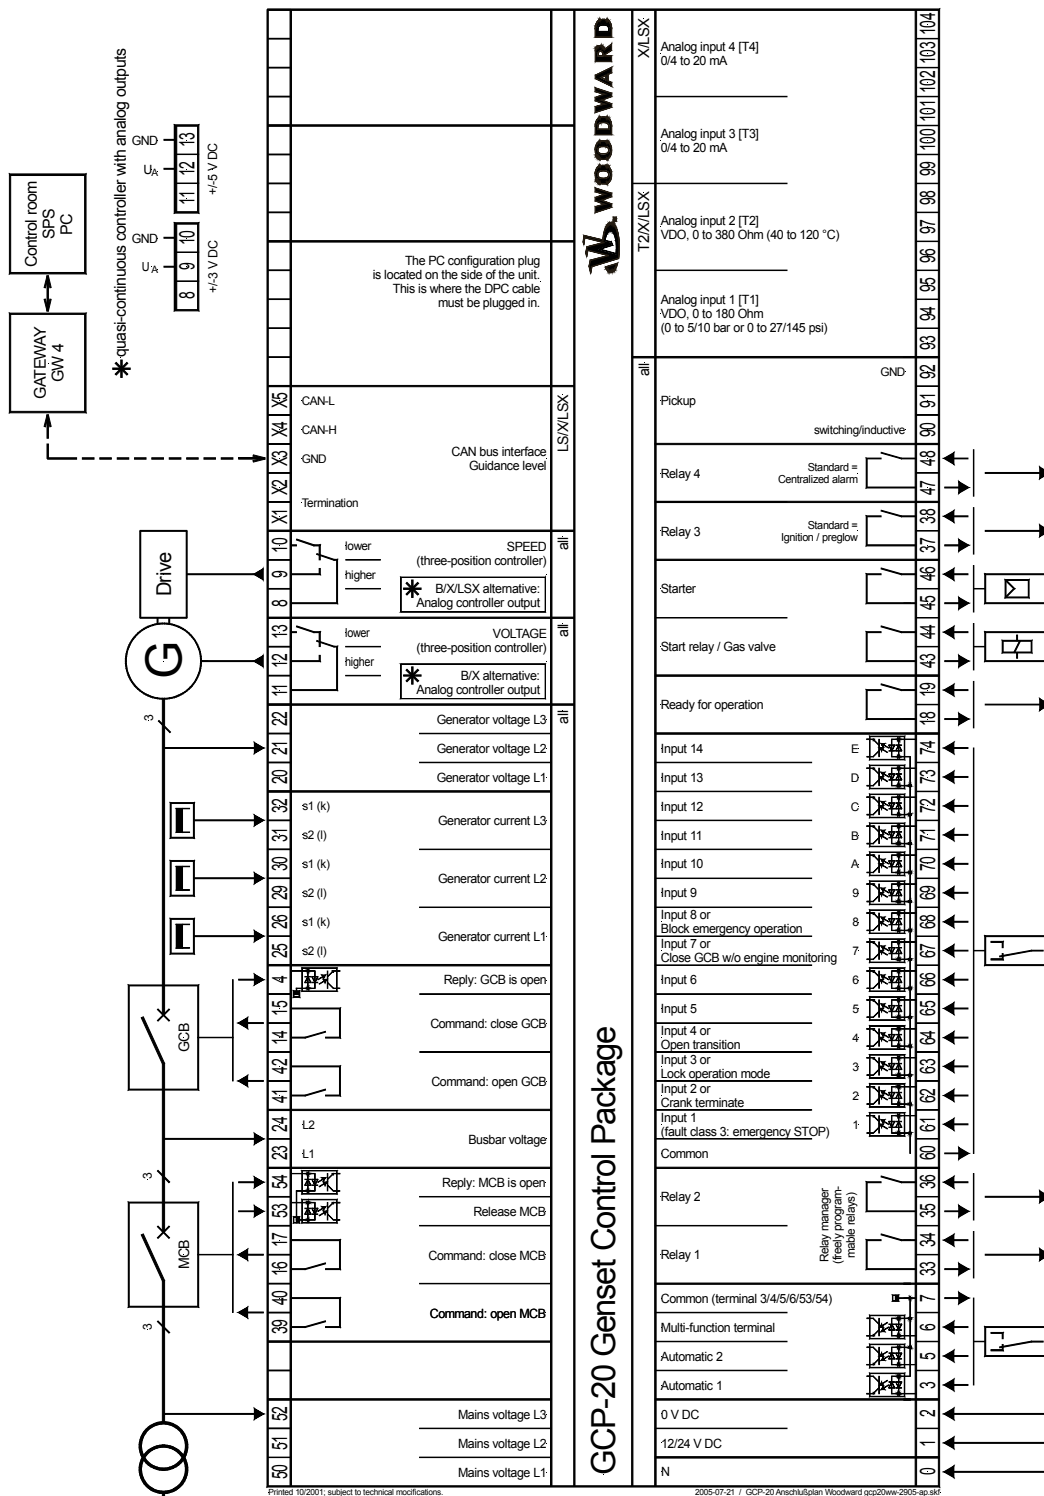 Control room
SPS
PC
GATEWAY
GW 4
✱ quasi-continuous controller with analog outputs
GND
UA
13
12
11
+/-5 V DC
GND
UA
10
9
8
+/-3 V DC
Drive
G
3
GCB
3
MCB
3
The PC configuration plug
is located on the side of the unit.
This is where the DPC cable
must be plugged in.
LS/X/LSX
X5 CAN-L
X4 CAN-H
X3 GND
CAN bus interface
Guidance level
X2
Termination
X1
all
10 lower SPEED
(three-position controller)
9 higher
✱ B/X/LSX alternative:
Analog controller output
8
all
13 lower VOLTAGE
(three-position controller)
12 higher
✱ B/X alternative:
Analog controller output
11
all
22 Generator voltage L3
21 Generator voltage L2
20 Generator voltage L1
32 s1 (k)
Generator current L3
31 s2 (l)
30 s1 (k)
Generator current L2
29 s2 (l)
26 s1 (k)
Generator current L1
25 s2 (l)
4 Reply: GCB is open
15
Command: close GCB
14
42
Command: open GCB
41
24 L2
Busbar voltage
23 L1
54 Reply: MCB is open
53 Release MCB
17
Command: close MCB
16
40
Command: open MCB
39
52 Mains voltage L3
51 Mains voltage L2
50 Mains voltage L1
WOODWARD
GCP-20 Genset Control Package
X/LSX
104
Analog input 4 [T4]
0/4 to 20 mA
103
102
101
Analog input 3 [T3]
0/4 to 20 mA
100
99
T2/X/LSX
98
Analog input 2 [T2]
VDO, 0 to 380 Ohm (40 to 120 °C)
97
96
95
Analog input 1 [T1]
VDO, 0 to 180 Ohm
(0 to 5/10 bar or 0 to 27/145 psi)
94
93
all
GND 92
Pickup 91
switching/inductive 90
Relay 4
Standard =
Centralized alarm
48
47
Relay 3
Standard =
Ignition / preglow
38
37
Starter
46
45
Start relay / Gas valve
44
43
Ready for operation
19
18
Input 14 E 74
Input 13 D 73
Input 12 C 72
Input 11 B 71
Input 10 A 70
Input 9 9 69
Input 8 or
Block emergency operation 8 68
Input 7 or
Close GCB w/o engine monitoring 7 67
Input 6 6 66
Input 5 5 65
Input 4 or
Open transition 4 64
Input 3 or
Lock operation mode 3 63
Input 2 or
Crank terminate 2 62
Input 1
(fault class 3: emergency STOP) 1 61
Common 60
Relay 2
36
35
Relay manager
(freely program-
mable relays)
Relay 1
34
33
Common (terminal 3/4/5/6/53/54) 7
Multi-function terminal 6
Automatic 2 5
Automatic 1 3
0 V DC 2
12/24 V DC 1
N 0
Printed 10/2001; subject to technical modifications.
2005-07-21 / GCP-20 Anschlußplan Woodward gcp20ww-2905-ap.skf